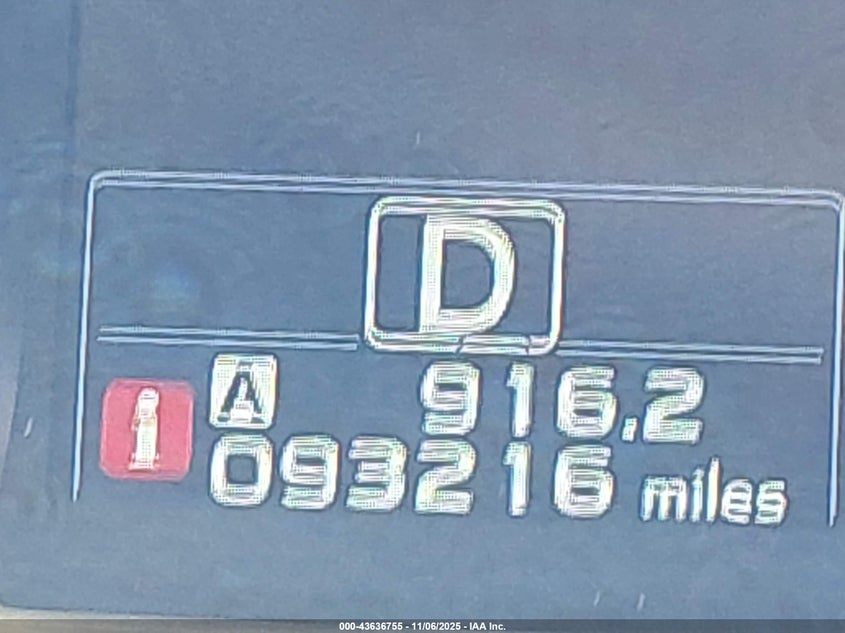 D
A 916.2
i 093216 miles
000-43636755 - 11/06/2025 - IAA Inc.